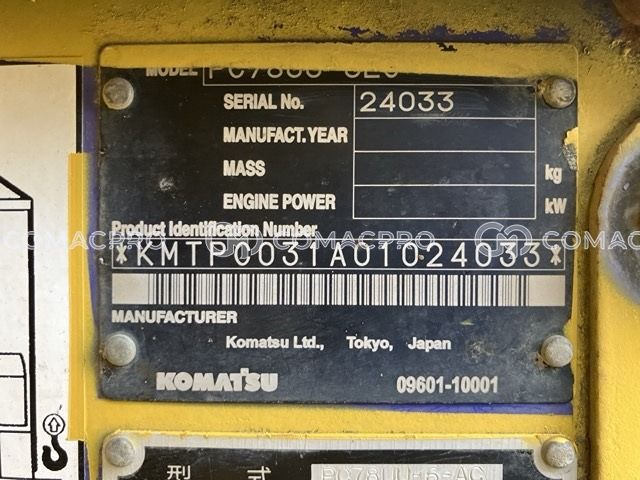 MODEL
SERIAL No. 24033
MANUFACT. YEAR
MASS kg
ENGINE POWER kW
Product Identification Number
COMACPRO COMACPRO COMACPRO
*KMTPC031A01024033*
MANUFACTURER
Komatsu Ltd., Tokyo, Japan
KOMATSU 09601-10001
型 式